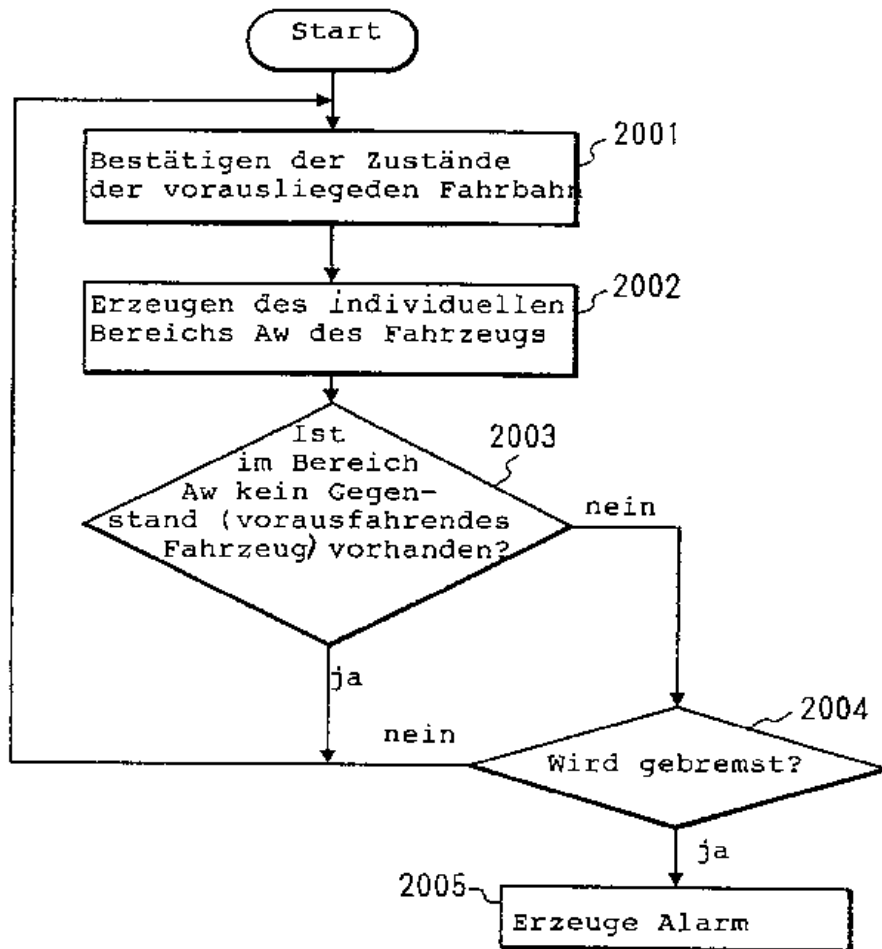 Start
2001
Bestätigen der Zustände
der vorausliegeden Fahrbahn
2002
Erzeugen des individuellen
Bereichs Aw des Fahrzeugs
2003
Ist
im Bereich
Aw kein Gegen-
stand (vorausfahrendes
Fahrzeug) vorhanden?
nein
ja
2004
nein
Wird gebremst?
ja
2005
Erzeuge Alarm